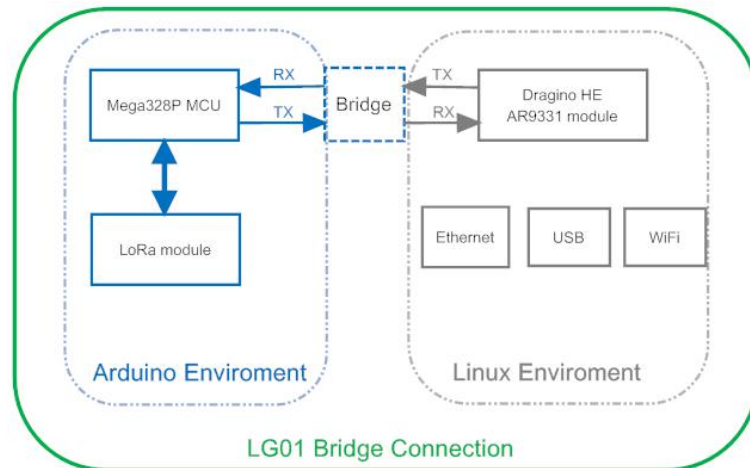 RX
TX
Mega328P MCU
Bridge
Dragino HE
AR9331 module
TX
RX
LoRa module
Ethernet
USB
WiFi
Arduino Enviroment
Linux Enviroment
LG01 Bridge Connection